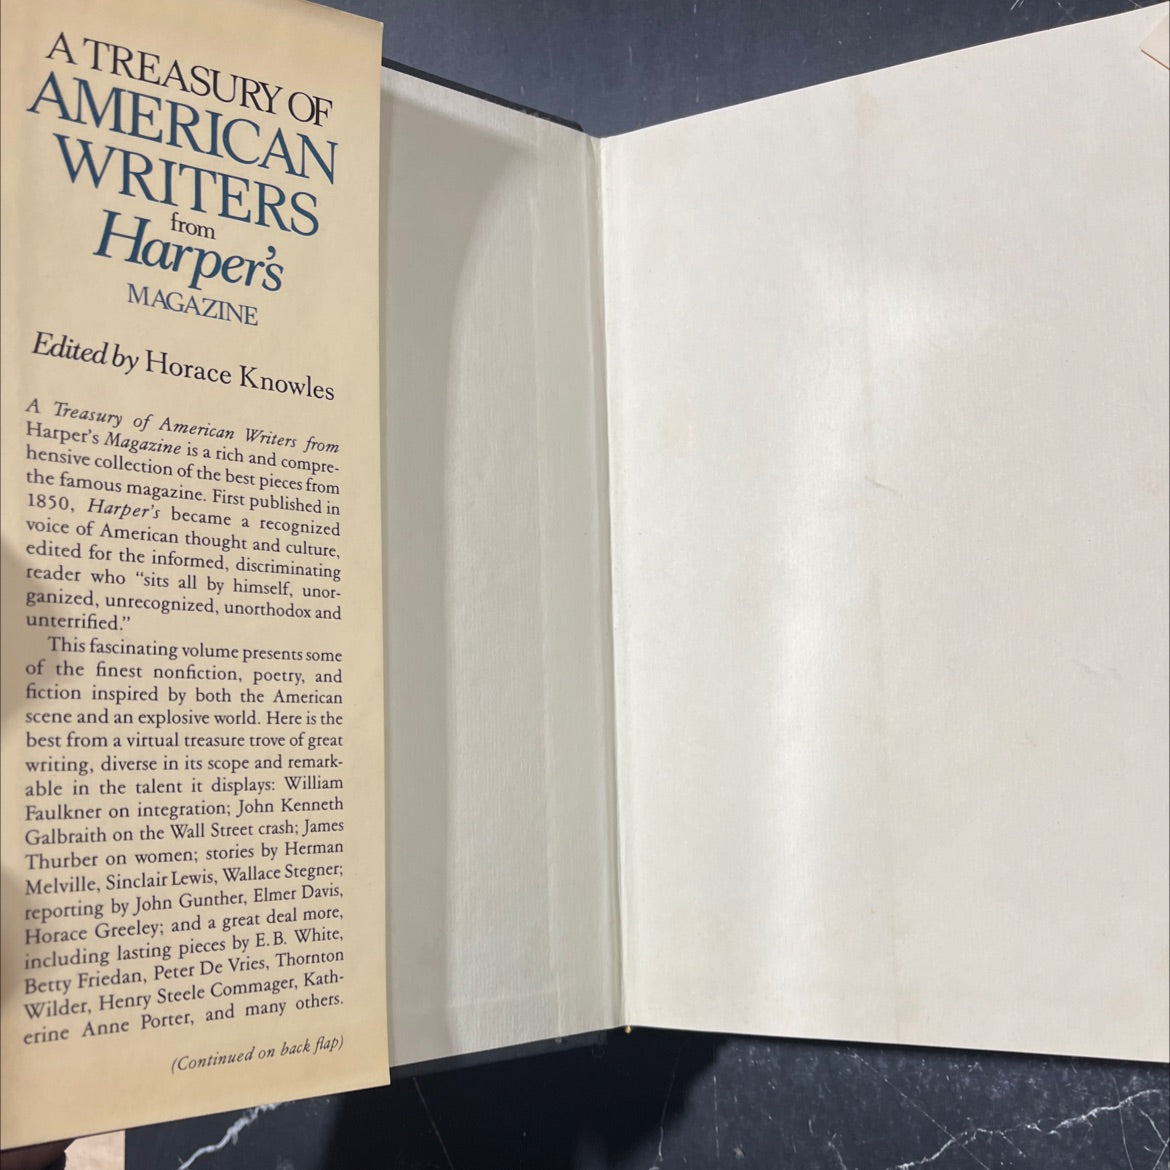 A TREASURY OF
AMERICAN
WRITERS
from
Harper's
MAGAZINE
Edited by Horace Knowles
A Treasury of American Writers from
Harper's Magazine is a rich and compre-
hensive collection of the best pieces from
the famous magazine. First published in
1850, Harper's became a recognized
voice of American thought and culture,
edited for the informed, discriminating
reader who “sits all by himself, unor-
ganized, unrecognized, unorthodox and
unterrified.”
This fascinating volume presents some
of the finest nonfiction, poetry, and
fiction inspired by both the American
scene and an explosive world. Here is the
best from a virtual treasure trove of great
writing, diverse in its scope and remark-
able in the talent it displays: William
Faulkner on integration; John Kenneth
Galbraith on the Wall Street crash; James
Thurber on women; stories by Herman
Melville, Sinclair Lewis, Wallace Stegner;
reporting by John Gunther, Elmer Davis,
Horace Greeley; and a great deal more,
including lasting pieces by E.B. White,
Betty Friedan, Peter De Vries, Thornton
Wilder, Henry Steele Commager, Kath-
erine Anne Porter, and many others.
(Continued on back flap)